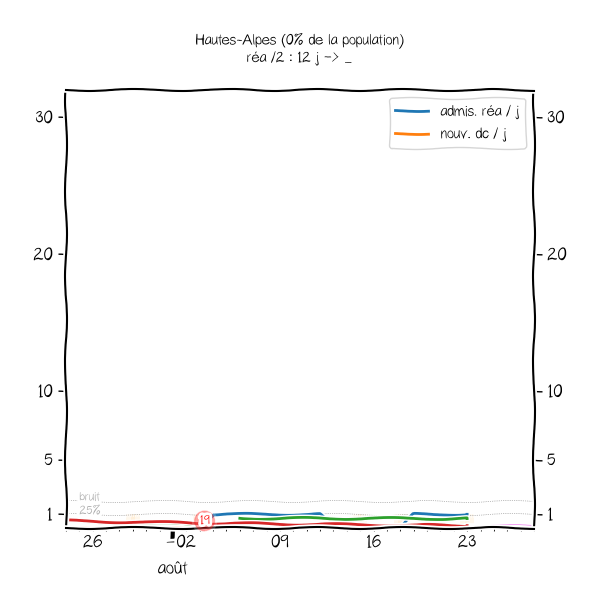 Hautes-Alpes (0% de la population)
réa /2 : 12 j -> _
admis. réa / j
nouv. dc / j
30
30
20
20
10
10
5
5
bruit
25%
1
1
19
26
-02
09
16
23
août